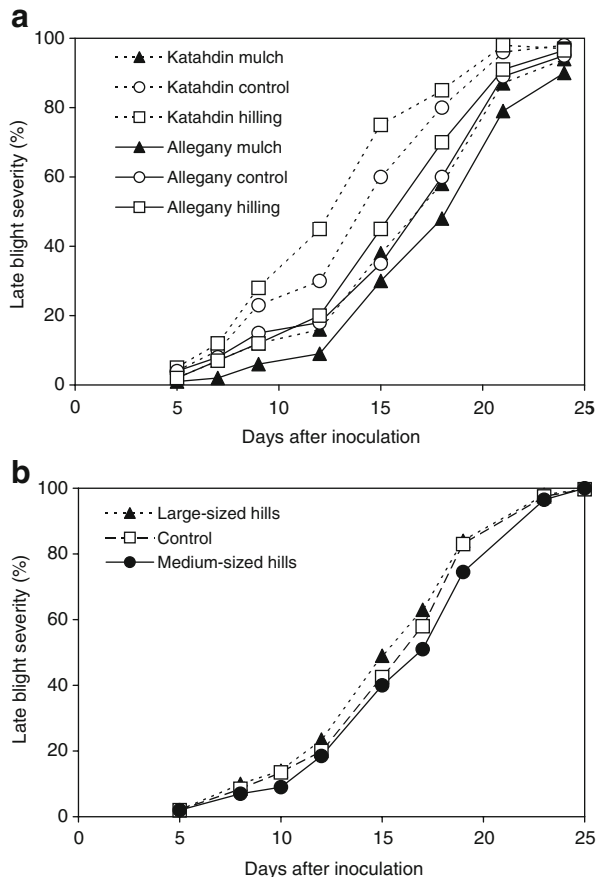 a
100
80
60
40
20
0
Late blight severity (%)
Katahdin mulch
Katahdin control
Katahdin hilling
Allegany mulch
Allegany control
Allegany hilling
0 5 10 15 20 255
Days after inoculation
b
100
80
60
40
20
0
Late blight severity (%)
Large-sized hills
Control
Medium-sized hills
0 5 10 15 20 25
Days after inoculation